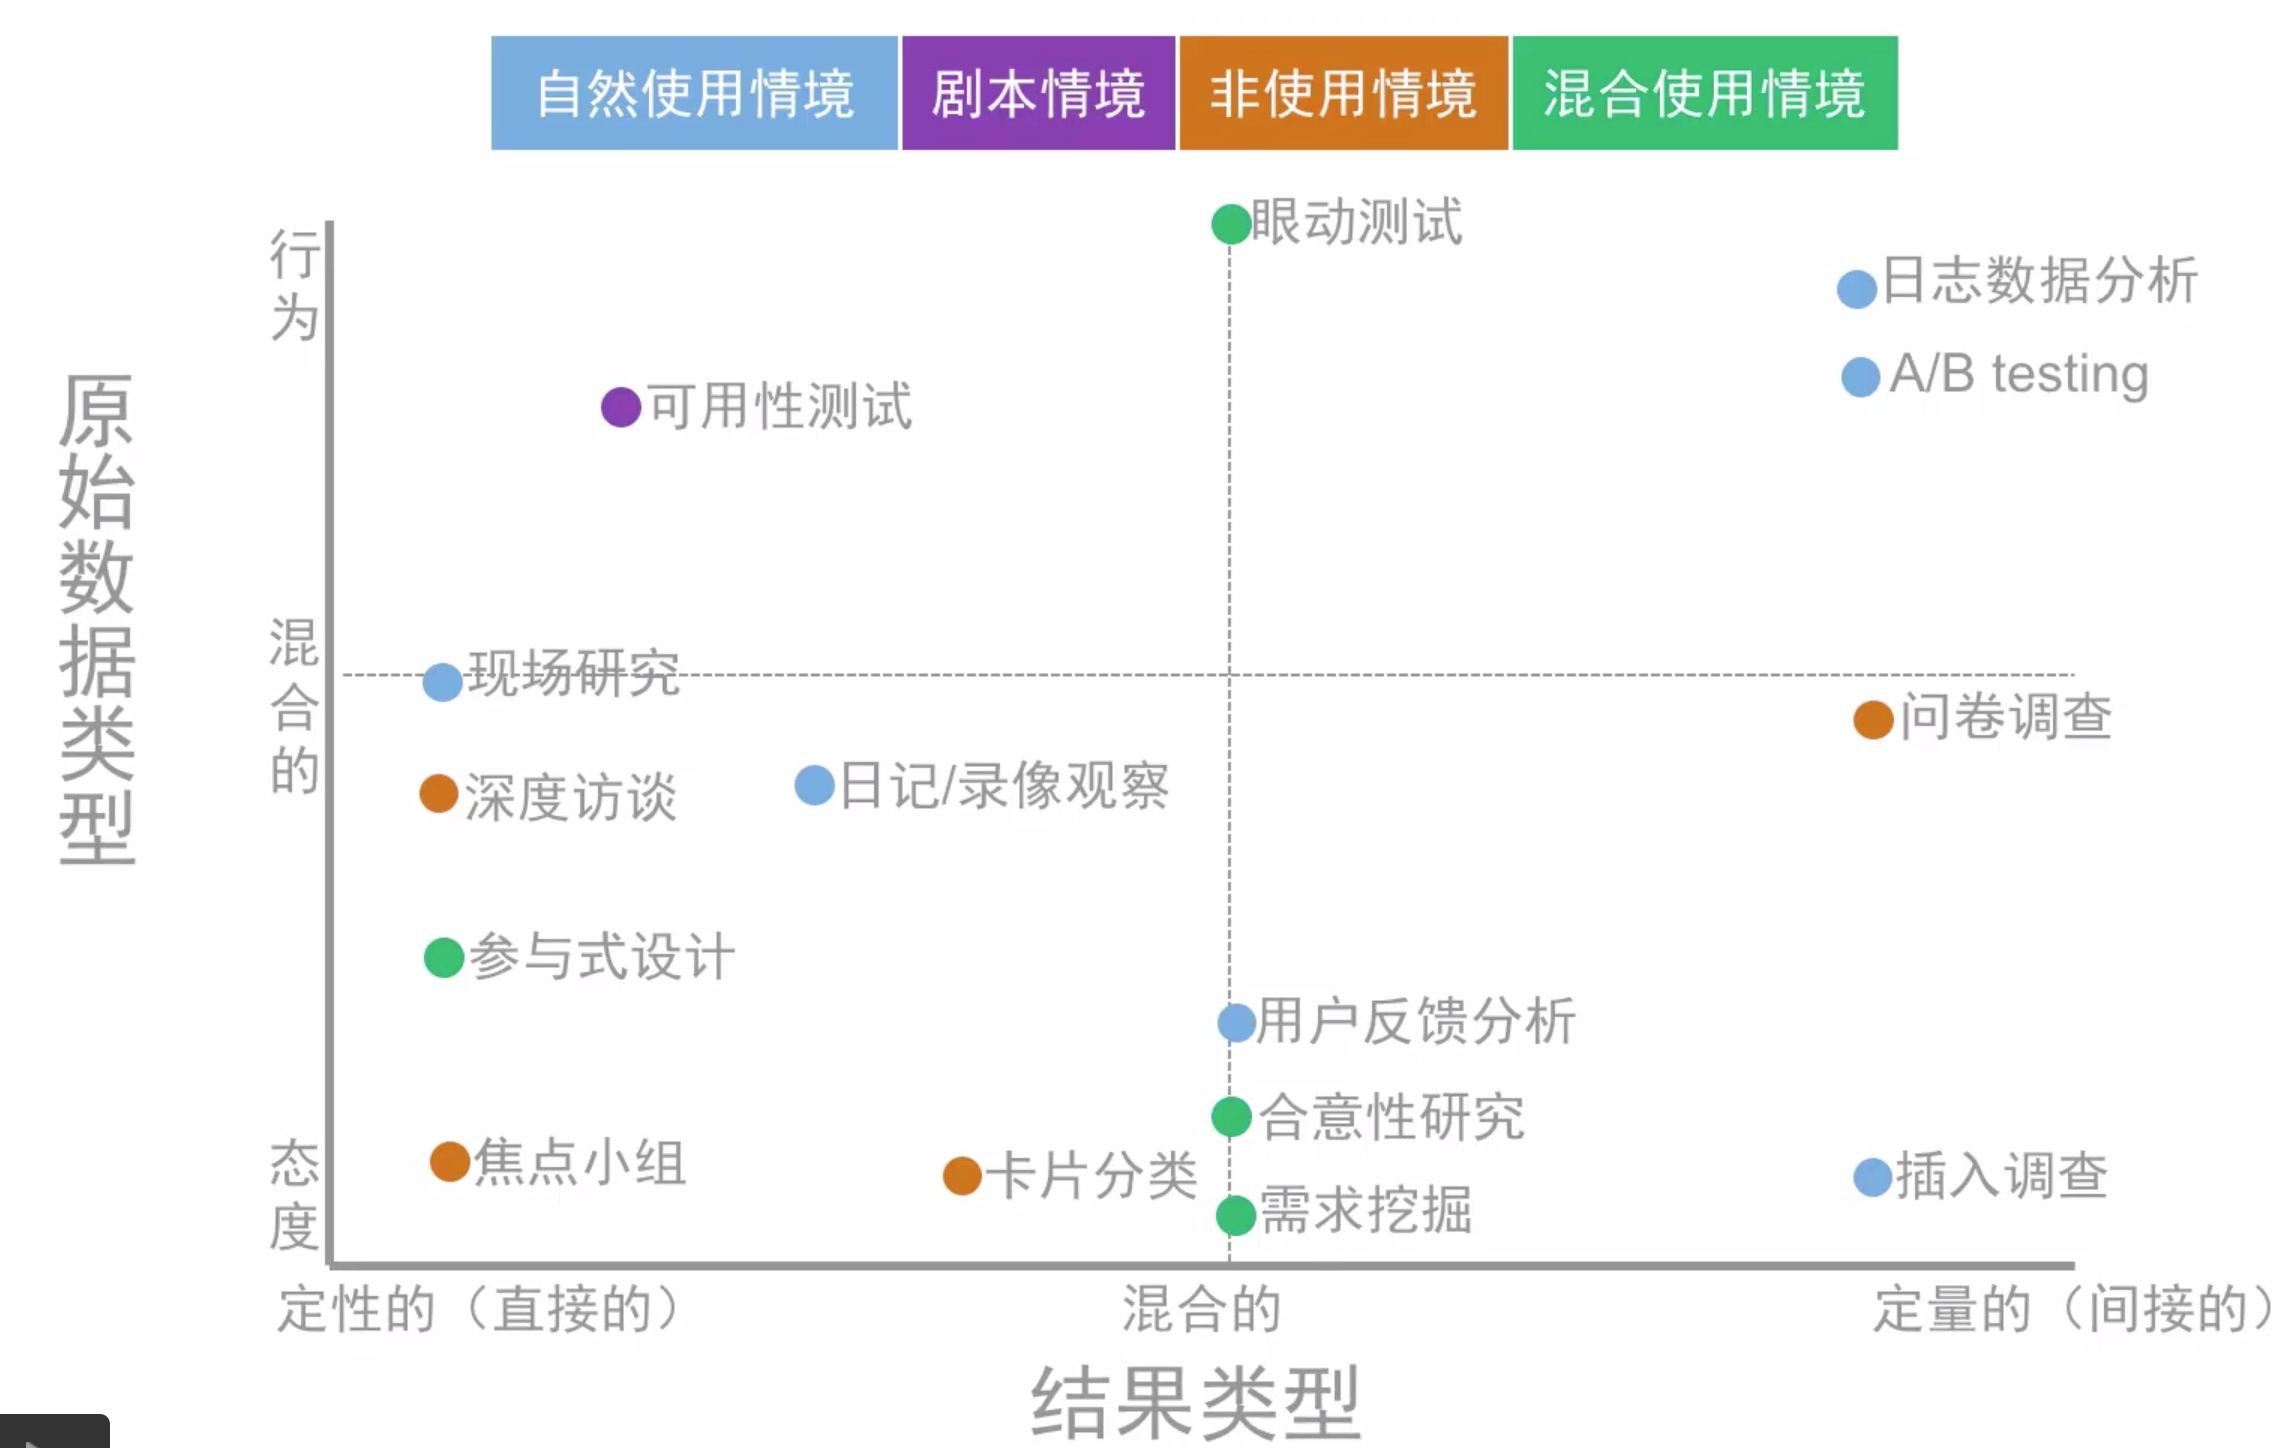 自然使用情境
剧本情境
非使用情境
混合使用情境
眼动测试
行为
日志数据分析
A/B testing
可用性测试
原始数据类型
混合的
现场研究
问卷调查
深度访谈
日记/录像观察
参与式设计
用户反馈分析
合意性研究
态度
焦点小组
卡片分类
插入调查
需求挖掘
定性的（直接的）
混合的
定量的（间接的）
结果类型